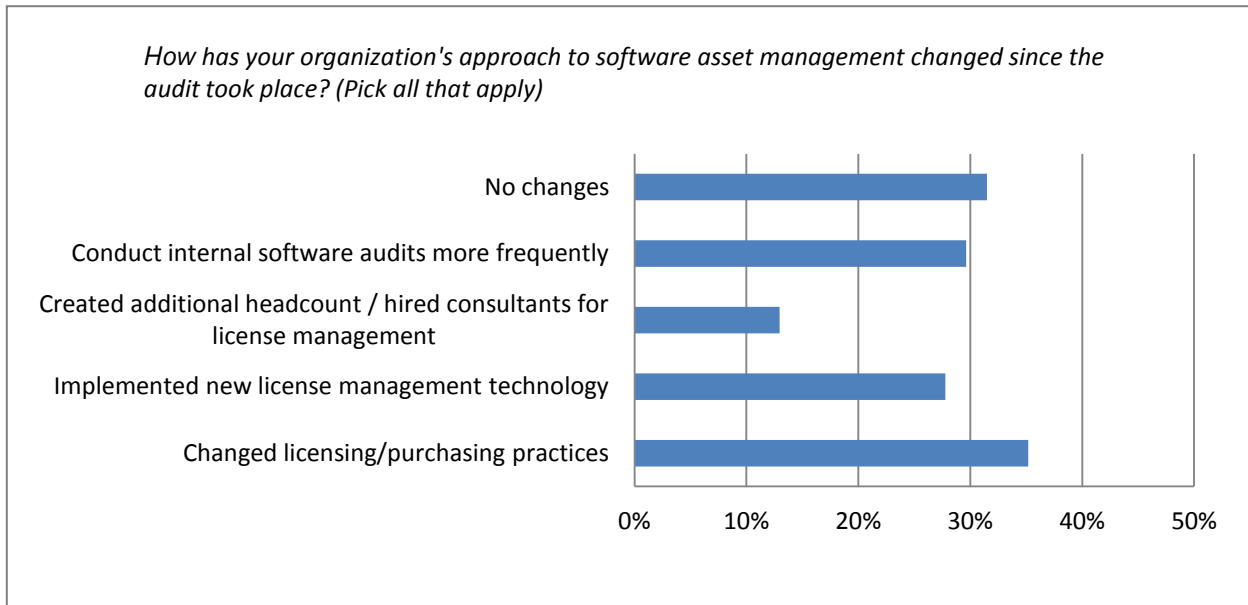 How has your organization's approach to software asset management changed since the
audit took place? (Pick all that apply)
No changes
Conduct internal software audits more frequently
Created additional headcount / hired consultants for
license management
Implemented new license management technology
Changed licensing/purchasing practices
0% 10% 20% 30% 40% 50%